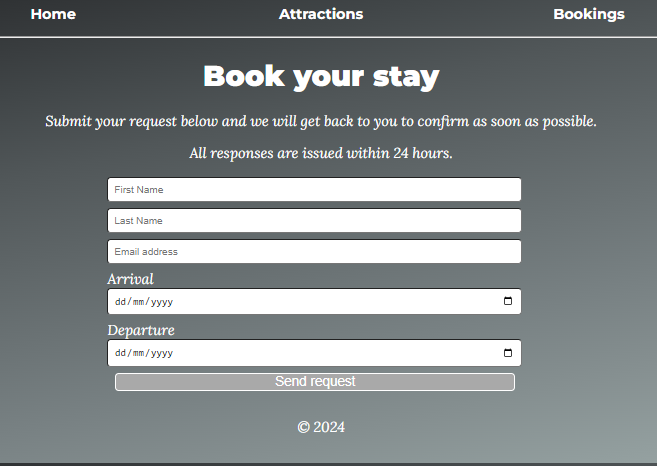 Home Attractions Bookings
Book your stay
Submit your request below and we will get back to you to confirm as soon as possible.
All responses are issued within 24 hours.
First Name
Last Name
Email address
Arrival
dd/mm/yyyy
Departure
dd/mm/yyyy
Send request
© 2024